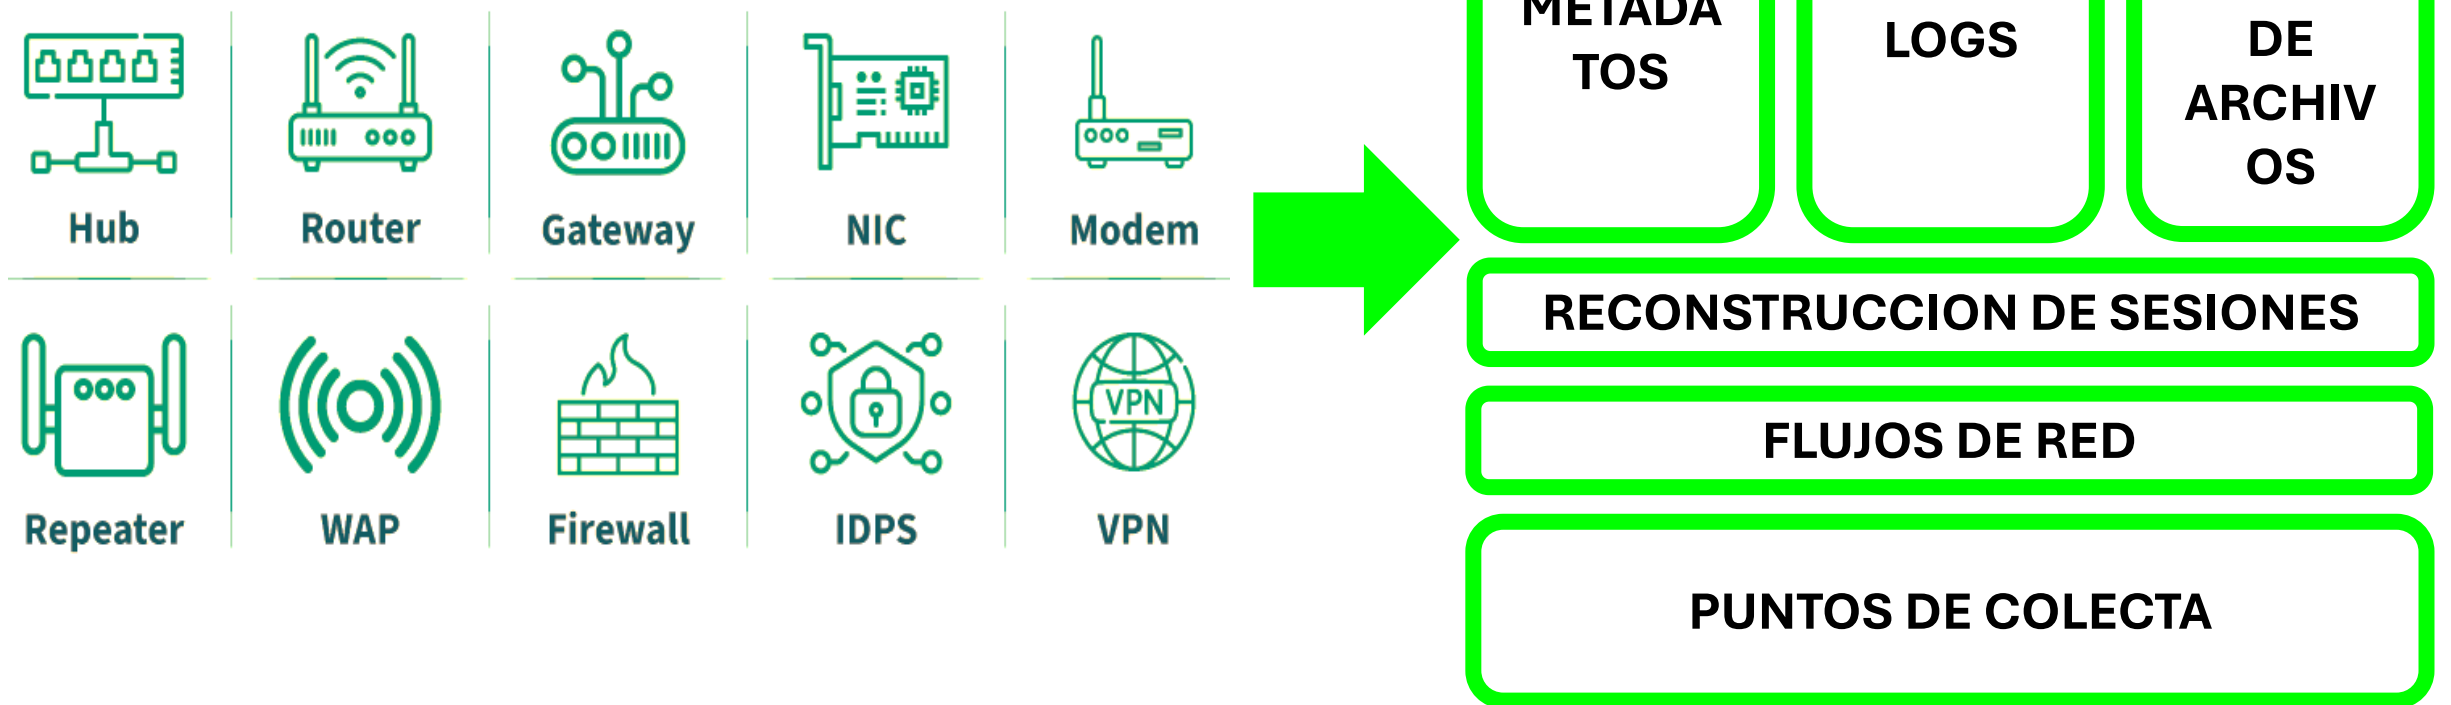 Hub
Router
Gateway
NIC
Modem
Repeater
WAP
Firewall
VPN
IDPS
VPN
METADA
TOS
LOGS
DE
ARCHIV
OS
RECONSTRUCCION DE SESIONES
FLUJOS DE RED
PUNTOS DE COLECTA